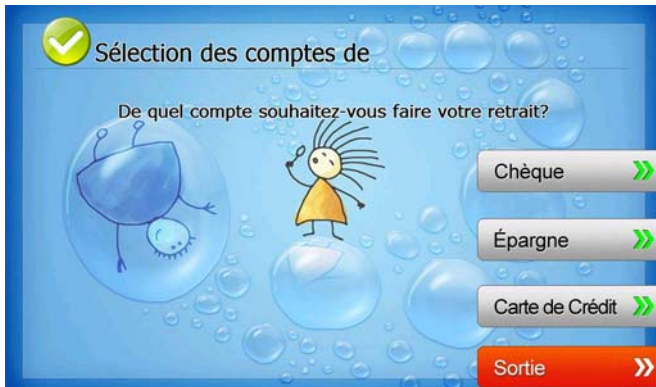 Sélection des comptes de
De quel compte souhaitez-vous faire votre retrait?
Chèque
Épargne
Carte de Crédit
Sortie